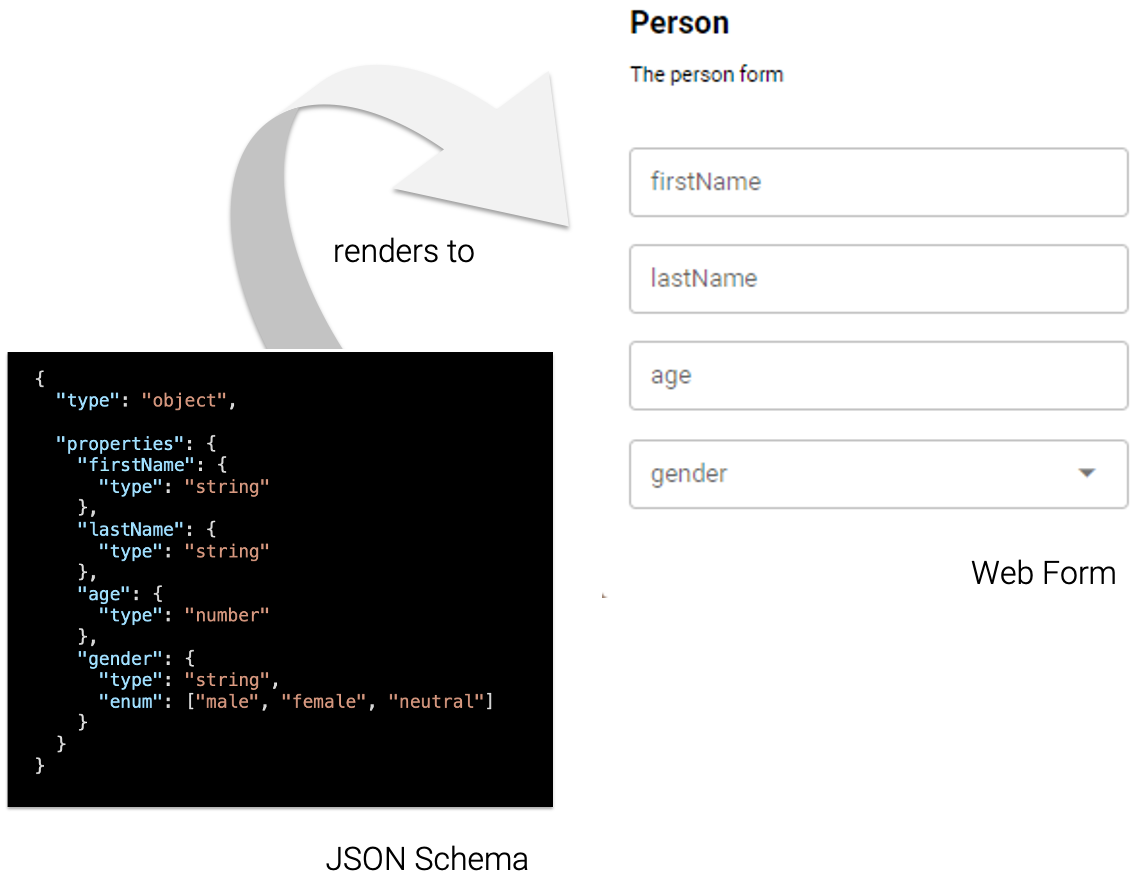 Person
The person form
firstName
lastName
age
gender
Web Form
renders to
{
  "type": "object",
  "properties": {
    "firstName": {
      "type": "string"
    },
    "lastName": {
      "type": "string"
    },
    "age": {
      "type": "number"
    },
    "gender": {
      "type": "string",
      "enum": ["male", "female", "neutral"]
    }
  }
}
JSON Schema